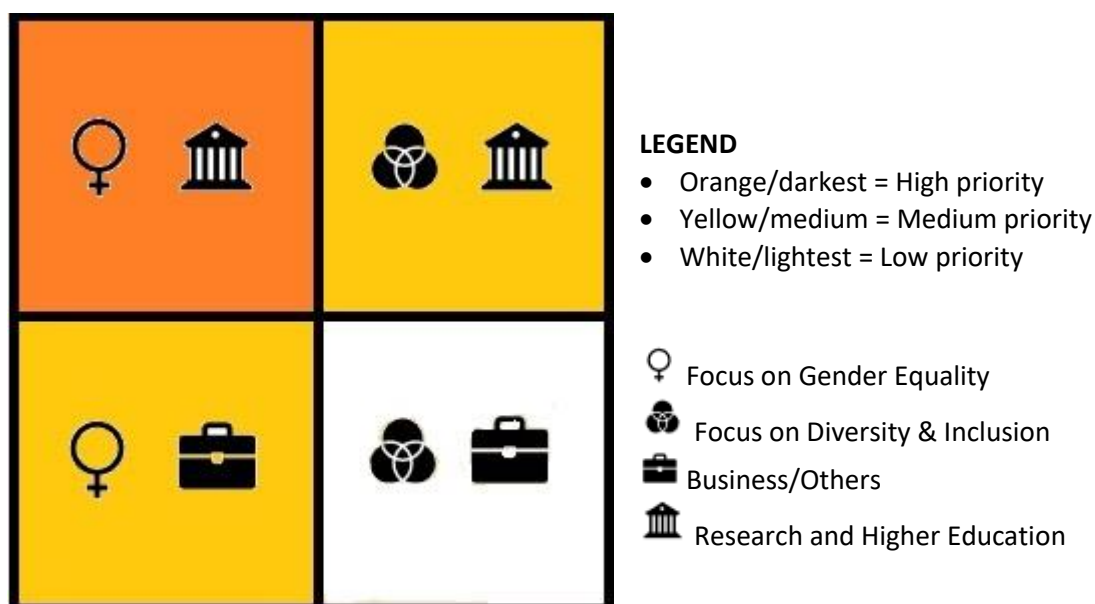 LEGEND
• Orange/darkest = High priority
• Yellow/medium = Medium priority
• White/lightest = Low priority
Focus on Gender Equality
Focus on Diversity & Inclusion
Business/Others
Research and Higher Education